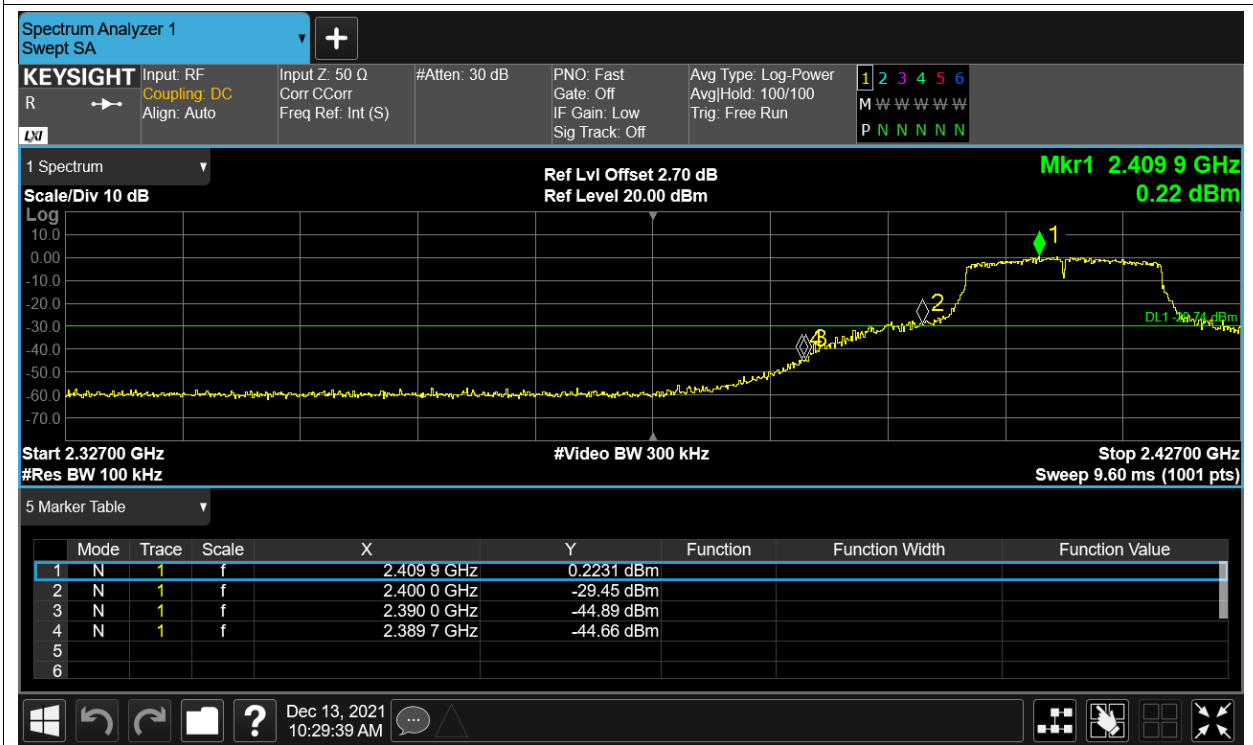 Spectrum Analyzer 1
Swept SA
+
KEYSIGHT Input: RF Input Z: 50 Ω #Atten: 30 dB PNO: Fast Avg Type: Log-Power 1 2 3 4 5 6
R Coupling: DC Corr CCorr Gate: Off Avg|Hold: 100/100 M W W W W W
Align: Auto Freq Ref: Int (S) IF Gain: Low Trig: Free Run
LXI Sig Track: Off P N N N N N
1 Spectrum Ref Lvl Offset 2.70 dB Mkr1 2.409 9 GHz
Scale/Div 10 dB Ref Level 20.00 dBm 0.22 dBm
Log
10.0 1
0.00
-10.0
-20.0 2
-30.0 DL1 -29.74 dBm
-40.0 4 3
-50.0
-60.0
-70.0
Start 2.32700 GHz #Video BW 300 kHz Stop 2.42700 GHz
#Res BW 100 kHz Sweep 9.60 ms (1001 pts)
5 Marker Table
Mode Trace Scale X Y Function Function Width Function Value
1 N 1 f 2.409 9 GHz 0.2231 dBm
2 N 1 f 2.400 0 GHz -29.45 dBm
3 N 1 f 2.390 0 GHz -44.89 dBm
4 N 1 f 2.389 7 GHz -44.66 dBm
5
6
? Dec 13, 2021
10:29:39 AM